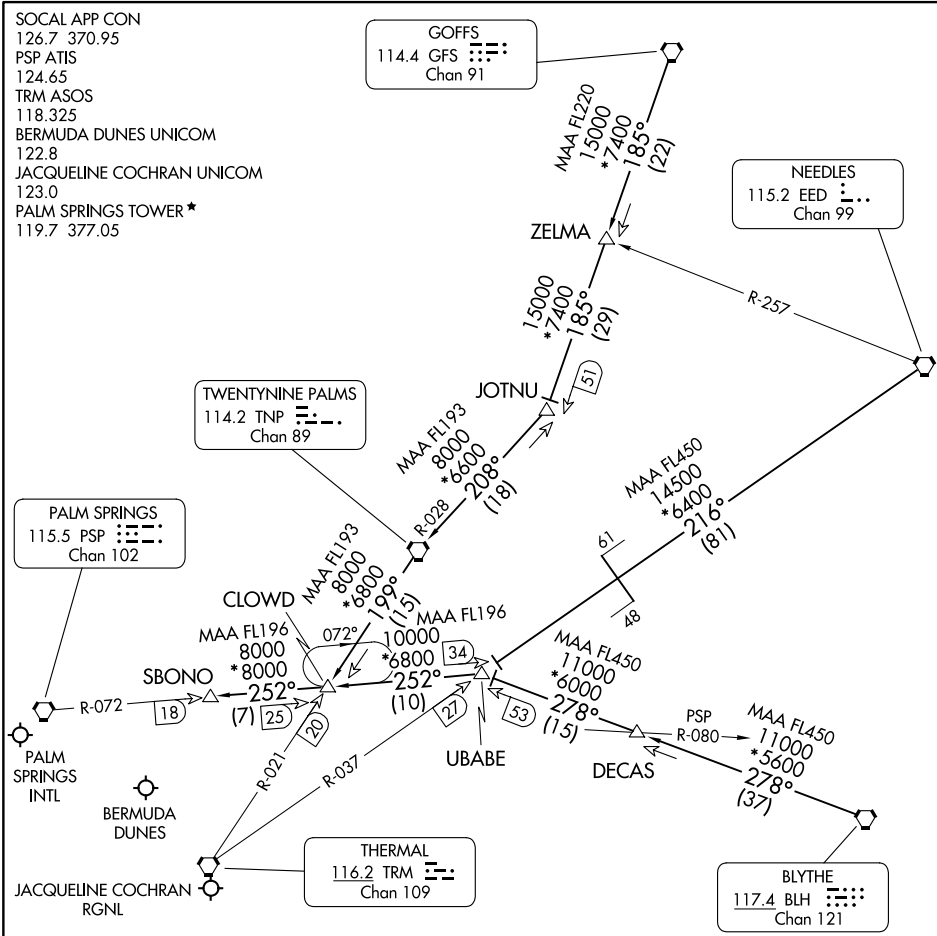 SOCAL APP CON
126.7 370.95
PSP ATIS
124.65
TRM ASOS
118.325
BERMUDA DUNES UNICOM
122.8
JACQUELINE COCHRAN UNICOM
123.0
PALM SPRINGS TOWER★
119.7 377.05
GOFFS
114.4 GFS
Chan 91
MAA FL220
15000
*7400
185°
(22)
NEEDLES
115.2 EED
Chan 99
ZELMA
R-257
15000
*7400
185°
(29)
JOTNU
51
TWENTYNINE PALMS
114.2 TNP
Chan 89
MAA FL193
8000
*6600
208°
(18)
R-028
MAA FL450
14500
*6400
216°
(81)
61
48
PALM SPRINGS
115.5 PSP
Chan 102
MAA FL193
8000
*6800
199°
(15)
CLOWD
072°
MAA FL196
10000
*6800
252°
(10)
34
MAA FL196
8000
*8000
252°
(7)
SBONO
R-072
18
25
20
27
53
MAA FL450
11000
*6000
278°
(15)
PSP
R-080
MAA FL450
11000
*5600
278°
(37)
UBABE
DECAS
R-021
R-037
PALM
SPRINGS
INTL
BERMUDA
DUNES
JACQUELINE COCHRAN
RGNL
THERMAL
116.2 TRM
Chan 109
BLYTHE
117.4 BLH
Chan 121